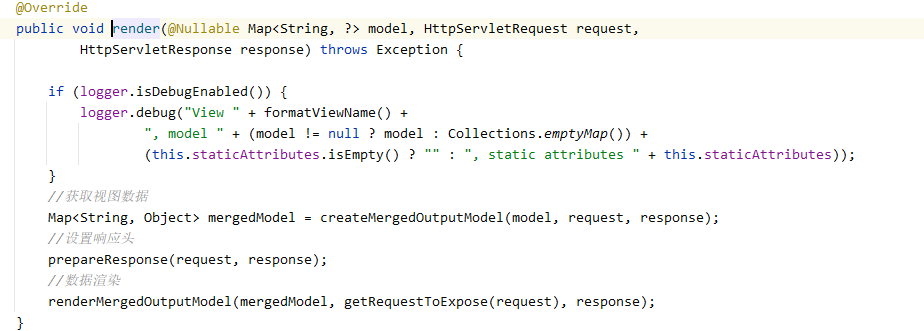 @Override
public void render(@Nullable Map<String, ?> model, HttpServletRequest request,
        HttpServletResponse response) throws Exception {
    if (logger.isDebugEnabled()) {
        logger.debug("View " + formatViewName() +
                ", model " + (model != null ? model : Collections.emptyMap()) +
                (this.staticAttributes.isEmpty() ? "" : ", static attributes " + this.staticAttributes));
    }
    //获取视图数据
    Map<String, Object> mergedModel = createMergedOutputModel(model, request, response);
    //设置响应头
    prepareResponse(request, response);
    //数据渲染
    renderMergedOutputModel(mergedModel, getRequestToExpose(request), response);
}